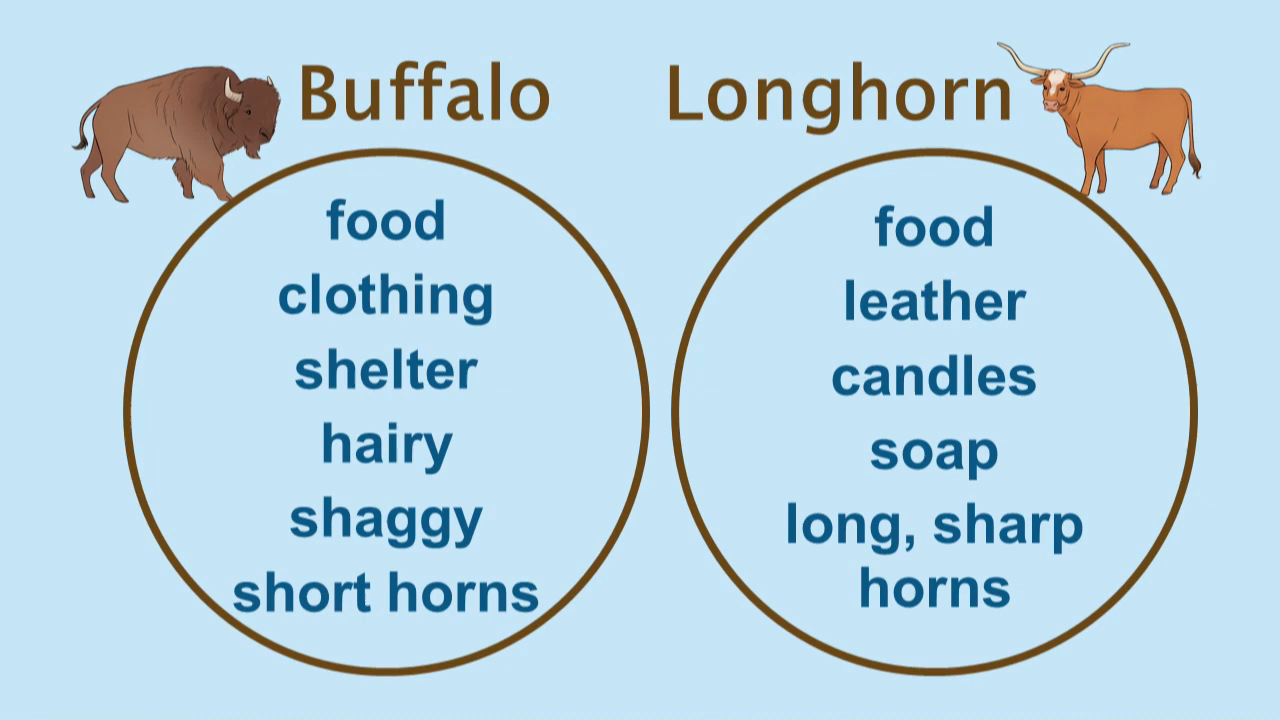 Buffalo
food
clothing
shelter
hairy
shaggy
short horns
Longhorn
food
leather
candles
soap
long, sharp
horns